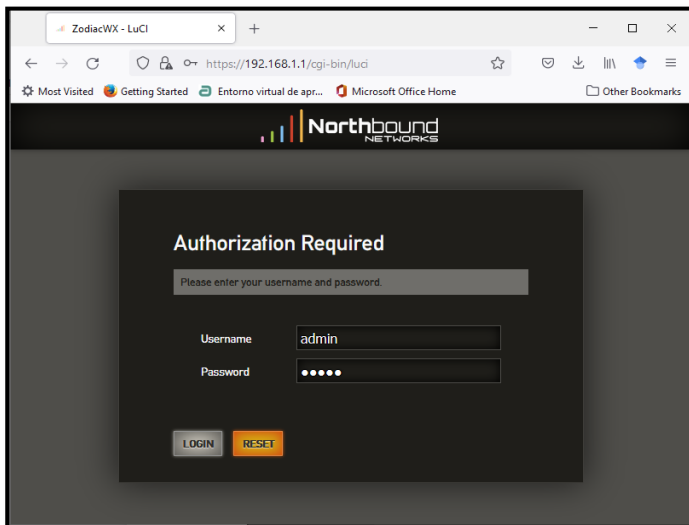 ZodiacWX - LuCI
https://192.168.1.1/cgi-bin/luci
Most Visited Getting Started Entorno virtual de apr... Microsoft Office Home Other Bookmarks
Northbound
NETWORKS
Authorization Required
Please enter your username and password.
Username admin
Password •••••
LOGIN RESET